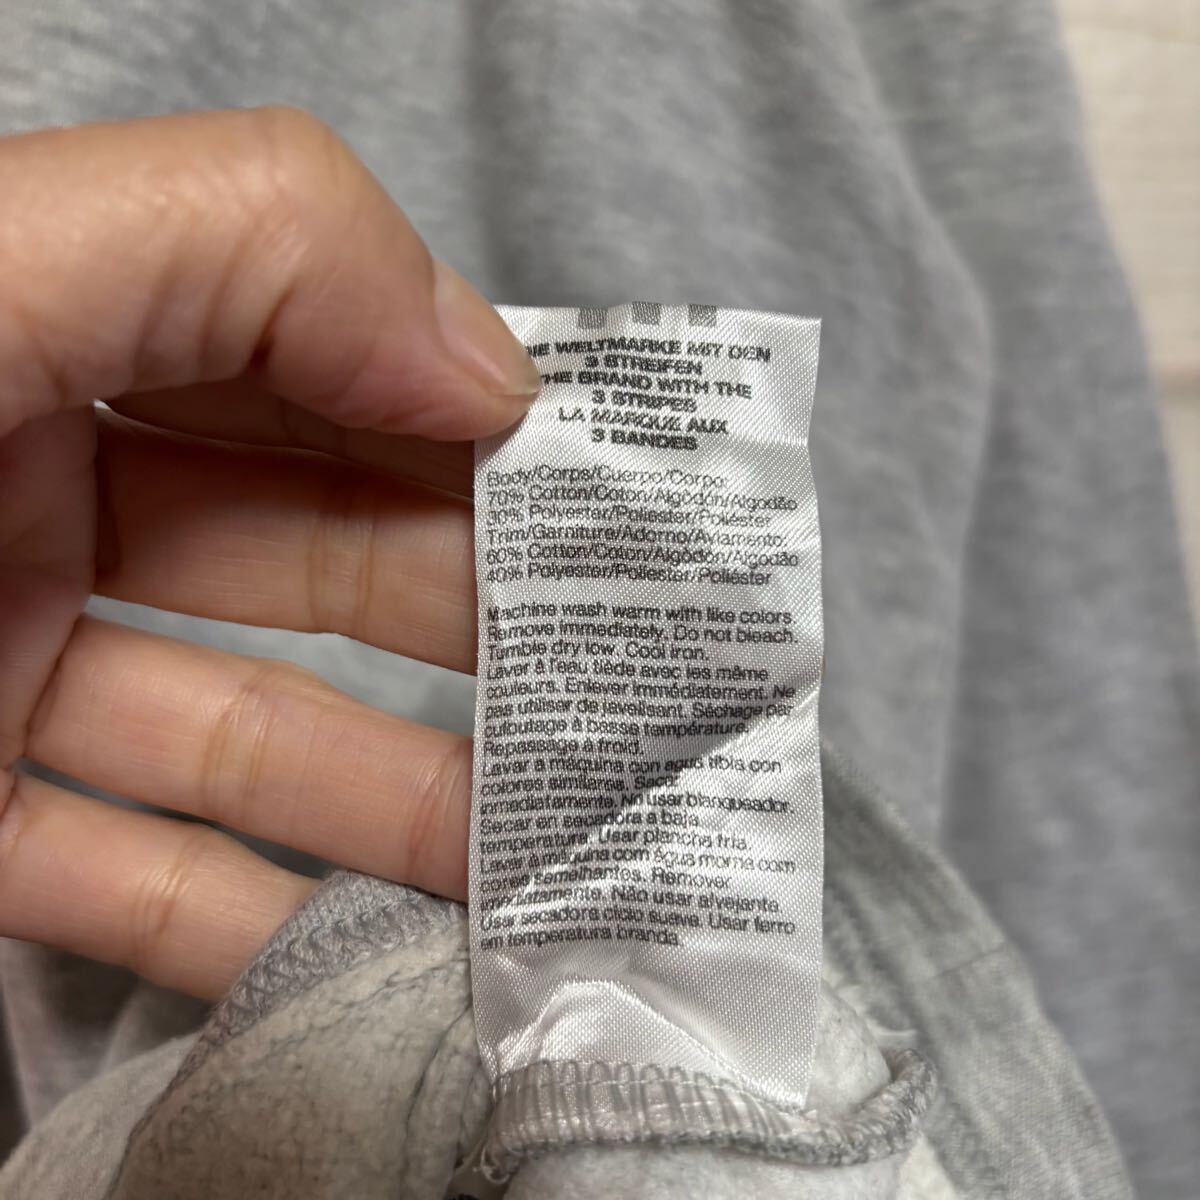 DIE WELTMARKE MIT DEN
3 STREIFEN
THE BRAND WITH THE
3 STRIPES
LA MARQUE AUX
3 BANDES
Body/Corps/Cuerpo/Corpo:
70% Cotton/Coton/Algodón/Algodão
30% Polyester/Poliester/Poliéster
Trim/Garniture/Adorno/Aviamento:
60% Cotton/Coton/Algodón/Algodão
40% Polyester/Poliester/Poliester
Machine wash warm with like colors.
Remove immediately. Do not bleach.
Tumble dry low. Cool iron.
Laver à l'eau tiède avec les même
couleurs. Enlever immédiatement. Ne
pas utiliser de javellisant. Séchage par
culbutage à basse température.
Repassage à froid.
Lavar a máquina con agua tibia con
colores similares. Sacar
inmediatamente. No usar blanqueador.
Secar en secadora a baja
temperatura. Usar plancha fria.
Lavar à máquina com água morna com
cores semelhantes. Remover
imediatamente. Não usar alvejante.
Usar secadora ciclo suave. Usar ferro
em temperatura branda.